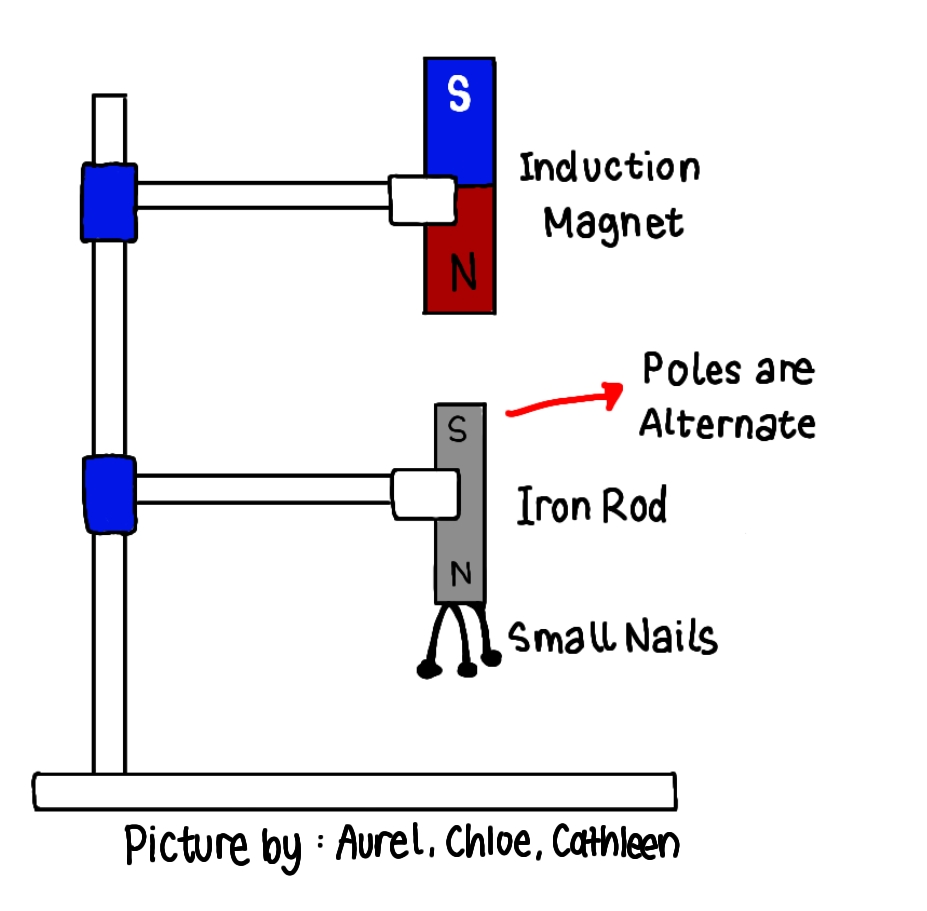 S
Induction
Magnet
N
Poles are
Alternate
S
Iron Rod
N
Small Nails
Picture by : Aurel, Chloe, Cathleen